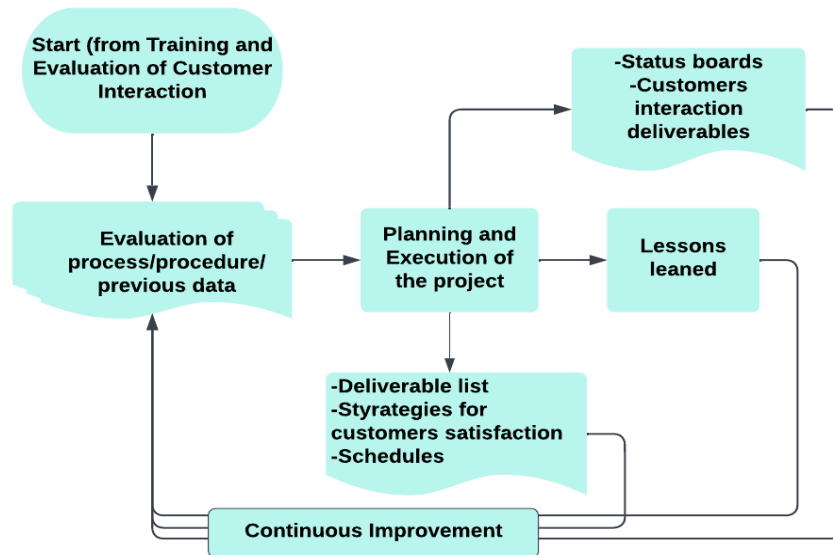 Start (from Training and
Evaluation of Customer
Interaction
-Status boards
-Customers
interaction
deliverables
Evaluation of
process/procedure/
previous data
Planning and
Execution of
the project
Lessons
leaned
-Deliverable list
-Styrategies for
customers satisfaction
-Schedules
Continuous Improvement